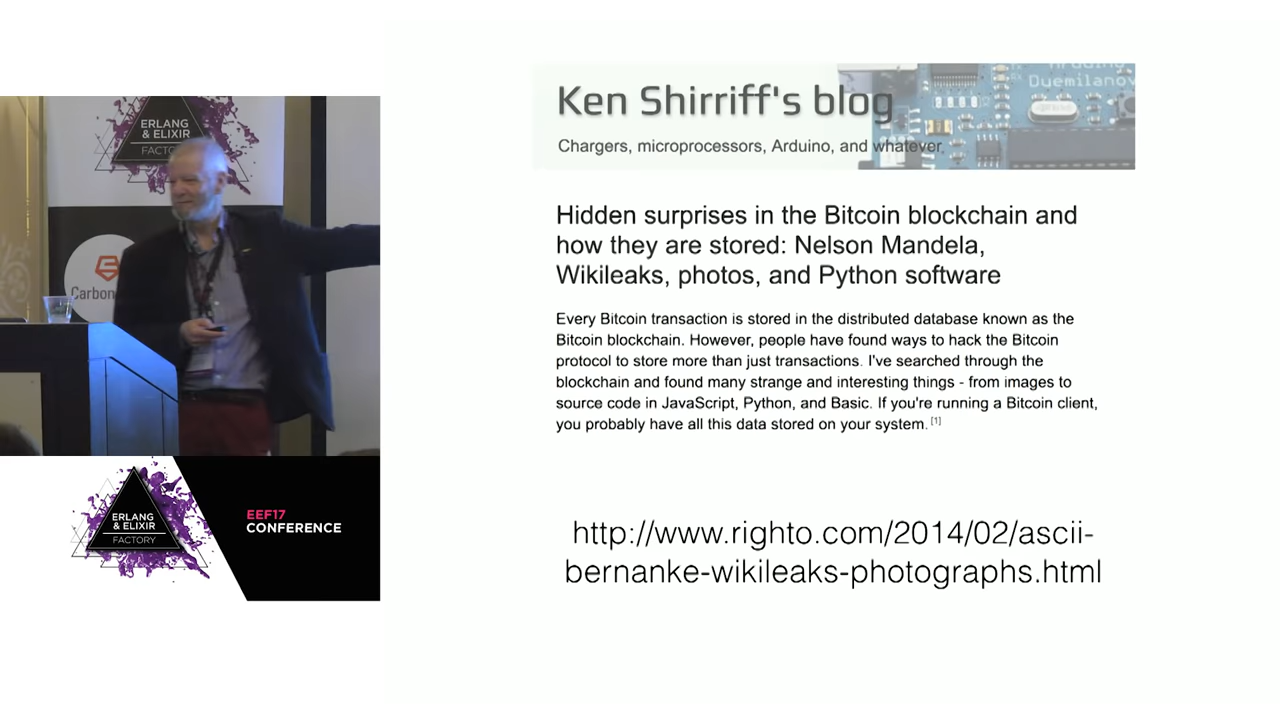 ERLANG
& ELIXIR
Carbon
ERLANG
& ELIXIR
FACTORY
EEF17
CONFERENCE
Ken Shirriff's blog
Chargers, microprocessors, Arduino, and whatever
Arduino
Duemilanov
Hidden surprises in the Bitcoin blockchain and
how they are stored: Nelson Mandela,
Wikileaks, photos, and Python software
Every Bitcoin transaction is stored in the distributed database known as the
Bitcoin blockchain. However, people have found ways to hack the Bitcoin
protocol to store more than just transactions. I've searched through the
blockchain and found many strange and interesting things - from images to
source code in JavaScript, Python, and Basic. If you're running a Bitcoin client,
you probably have all this data stored on your system. [1]
http://www.righto.com/2014/02/ascii-
bernanke-wikileaks-photographs.html